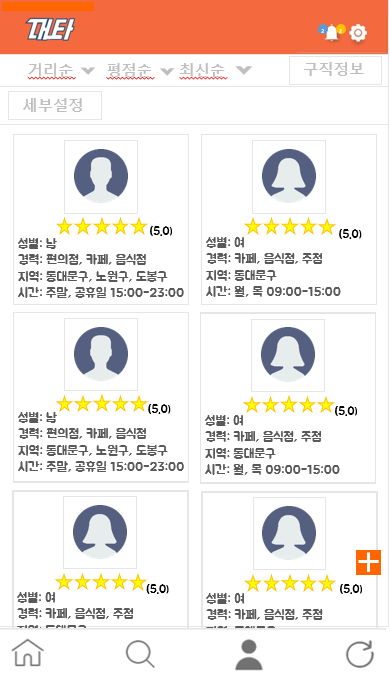 대타
거리순 평점순 최신순 구직정보
세부설정
(5.0)
성별: 남
경력: 편의점, 카페, 음식점
지역: 동대문구, 노원구, 도봉구
시간: 주말, 공휴일 15:00-23:00
(5.0)
성별: 여
경력: 카페, 음식점, 주점
지역: 동대문구
시간: 월, 목 09:00-15:00
(5.0)
성별: 남
경력: 편의점, 카페, 음식점
지역: 동대문구, 노원구, 도봉구
시간: 주말, 공휴일 15:00-23:00
(5.0)
성별: 여
경력: 카페, 음식점, 주점
지역: 동대문구
시간: 월, 목 09:00-15:00
(5.0)
성별: 여
경력: 카페, 음식점, 주점
(5.0)
성별: 여
경력: 카페, 음식점, 주점